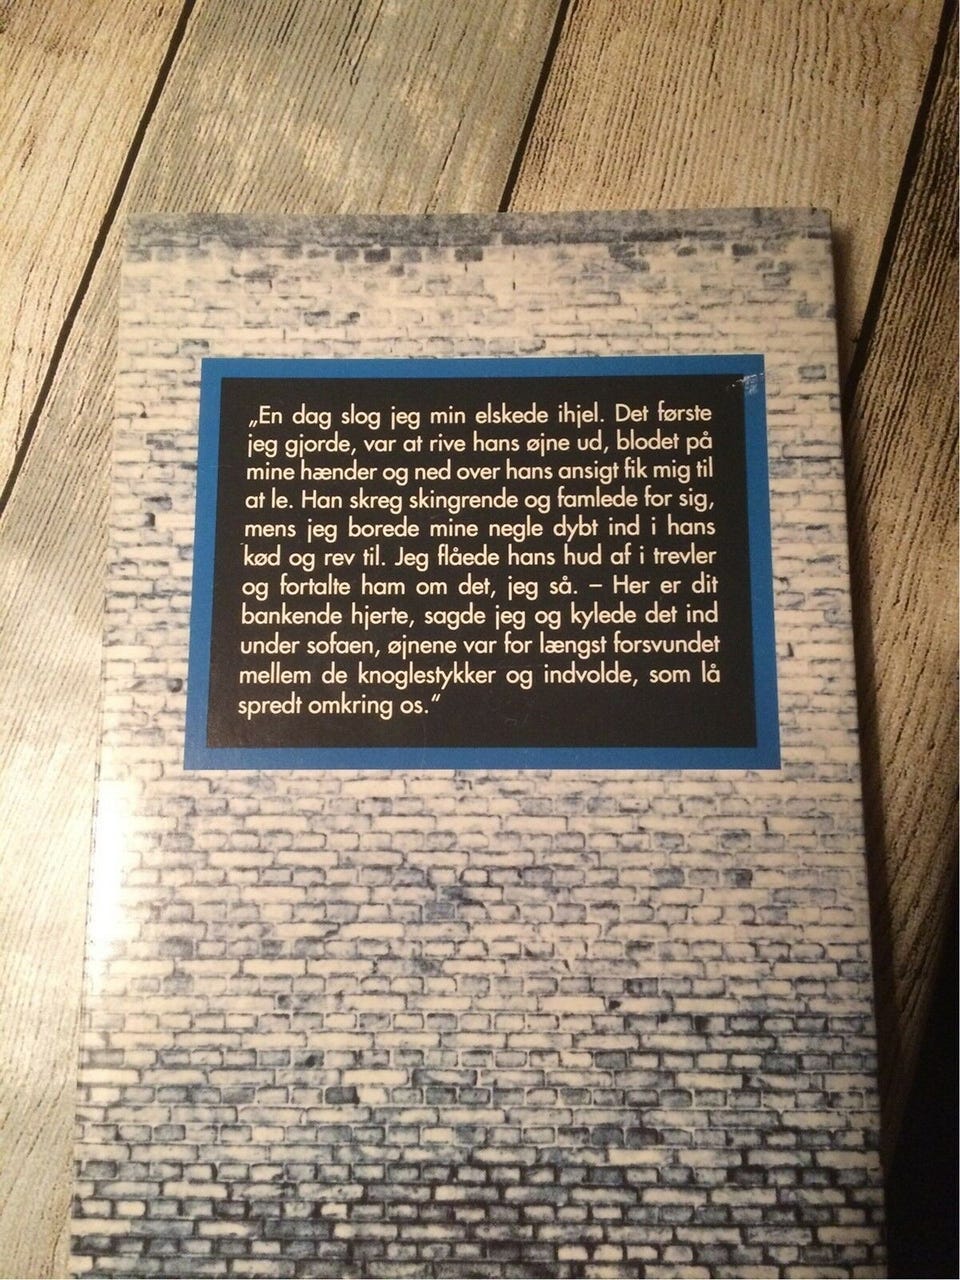 „En dag slog jeg min elskede ihjel. Det første
jeg gjorde, var at rive hans øjne ud, blodet på
mine hænder og ned over hans ansigt fik mig til
at le. Han skreg skingrende og famlede for sig,
mens jeg borede mine negle dybt ind i hans
kød og rev til. Jeg flåede hans hud af i trevler
og fortalte ham om det, jeg så. – Her er dit
bankende hjerte, sagde jeg og kylede det ind
under sofaen, øjnene var for længst forsvundet
mellem de knoglestykker og indvolde, som lå
spredt omkring os.“